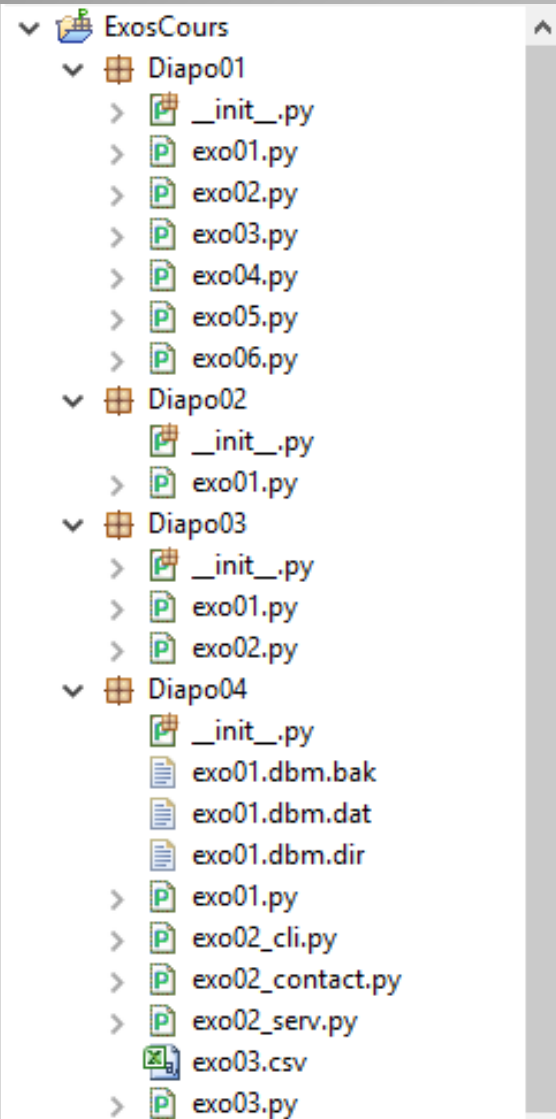 ExosCours
Diapo01
__init__.py
exo01.py
exo02.py
exo03.py
exo04.py
exo05.py
exo06.py
Diapo02
__init__.py
exo01.py
Diapo03
__init__.py
exo01.py
exo02.py
Diapo04
__init__.py
exo01.dbm.bak
exo01.dbm.dat
exo01.dbm.dir
exo01.py
exo02_cli.py
exo02_contact.py
exo02_serv.py
exo03.csv
exo03.py